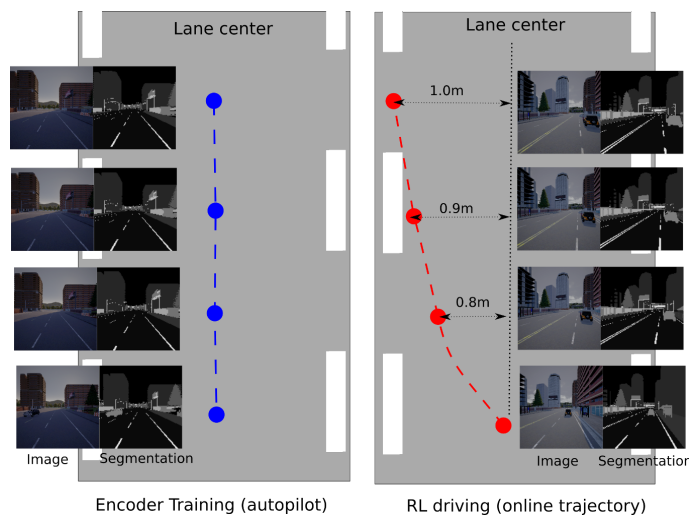 Lane center
Lane center
1.0m
0.9m
0.8m
Image
Segmentation
Image
Segmentation
Encoder Training (autopilot)
RL driving (online trajectory)